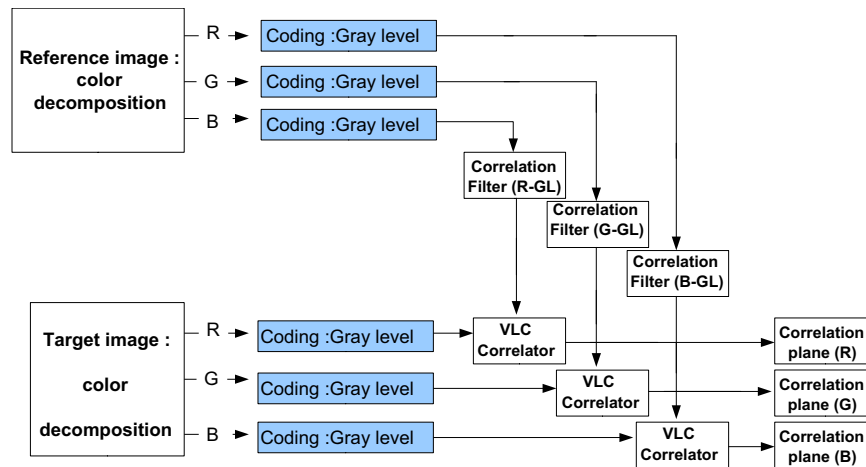 R
Coding :Gray level
Reference image :
color
decomposition
G
Coding :Gray level
B
Coding :Gray level
Correlation
Filter (R-GL)
Correlation
Filter (G-GL)
Correlation
Filter (B-GL)
Target image :
color
decomposition
R
Coding :Gray level
VLC
Correlator
Correlation
plane (R)
G
Coding :Gray level
VLC
Correlator
Correlation
plane (G)
B
Coding :Gray level
VLC
Correlator
Correlation
plane (B)